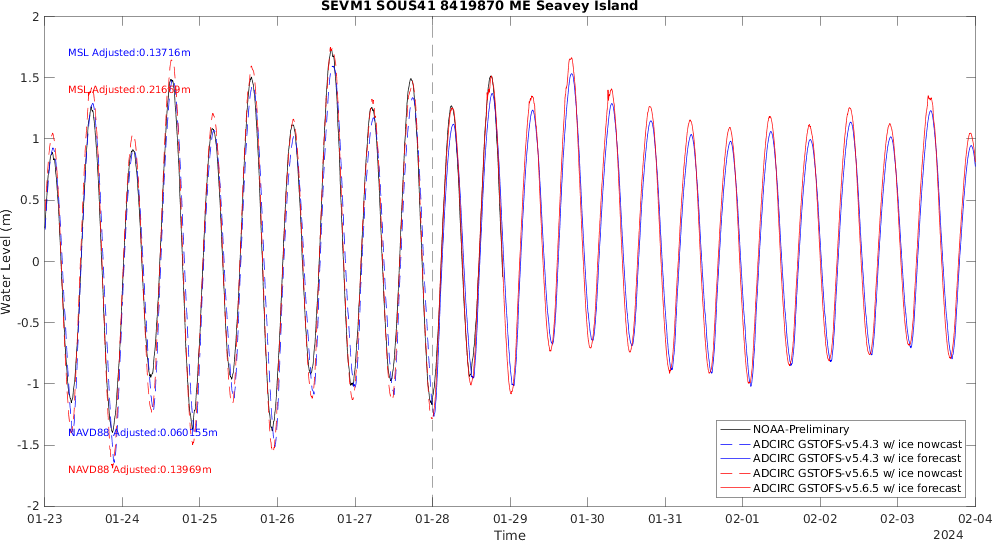 SEVM1 SOUS41 8419870 ME Seavey Island
2
1.5
1
0.5
0
-0.5
-1
-1.5
-2
Water Level (m)
MSL Adjusted:0.13716m
MSL Adjusted:0.21669m
NAVD88 Adjusted:0.060155m
NAVD88 Adjusted:0.13969m
NOAA-Preliminary
ADCIRC GSTOFS-v5.4.3 w/ ice nowcast
ADCIRC GSTOFS-v5.4.3 w/ ice forecast
ADCIRC GSTOFS-v5.6.5 w/ ice nowcast
ADCIRC GSTOFS-v5.6.5 w/ ice forecast
01-23 01-24 01-25 01-26 01-27 01-28 01-29 01-30 01-31 02-01 02-02 02-03 02-04
Time
2024